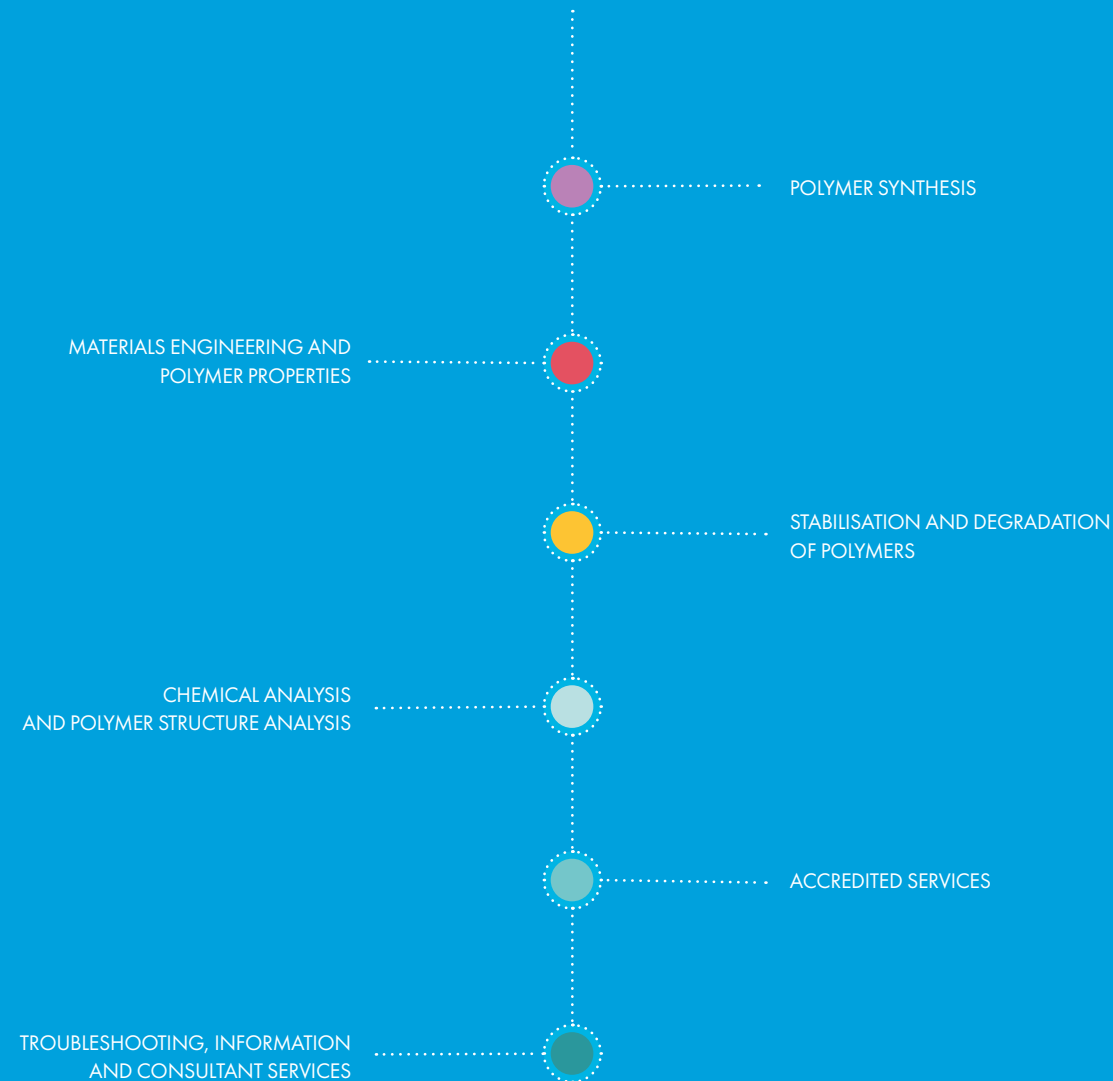 POLYMER SYNTHESIS
MATERIALS ENGINEERING AND
POLYMER PROPERTIES
STABILISATION AND DEGRADATION
OF POLYMERS
CHEMICAL ANALYSIS
AND POLYMER STRUCTURE ANALYSIS
ACCREDITED SERVICES
TROUBLESHOOTING, INFORMATION
AND CONSULTANT SERVICES